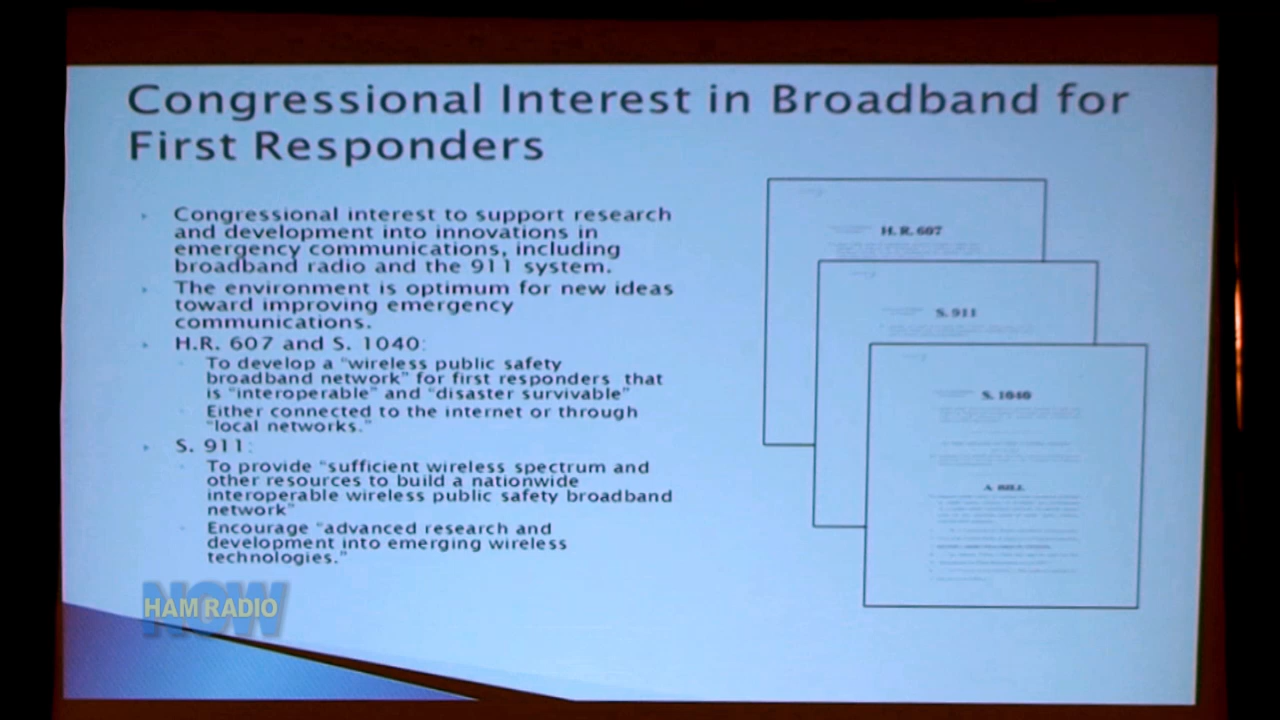 Congressional Interest in Broadband for
First Responders
Congressional interest to support research
and development into innovations in
emergency communications, including
broadband radio and the 911 system.
The environment is optimum for new ideas
toward improving emergency
communications.
H.R. 607 and S. 1040:
To develop a “wireless public safety
broadband network” for first responders that
is “interoperable” and “disaster survivable”
Either connected to the internet or through
“local networks.”
S. 911:
To provide “sufficient wireless spectrum and
other resources to build a nationwide
interoperable wireless public safety broadband
network”
Encourage “advanced research and
development into emerging wireless
technologies.”
H. R. 607
S. 911
S. 1040
A BILL
NOW
HAM RADIO